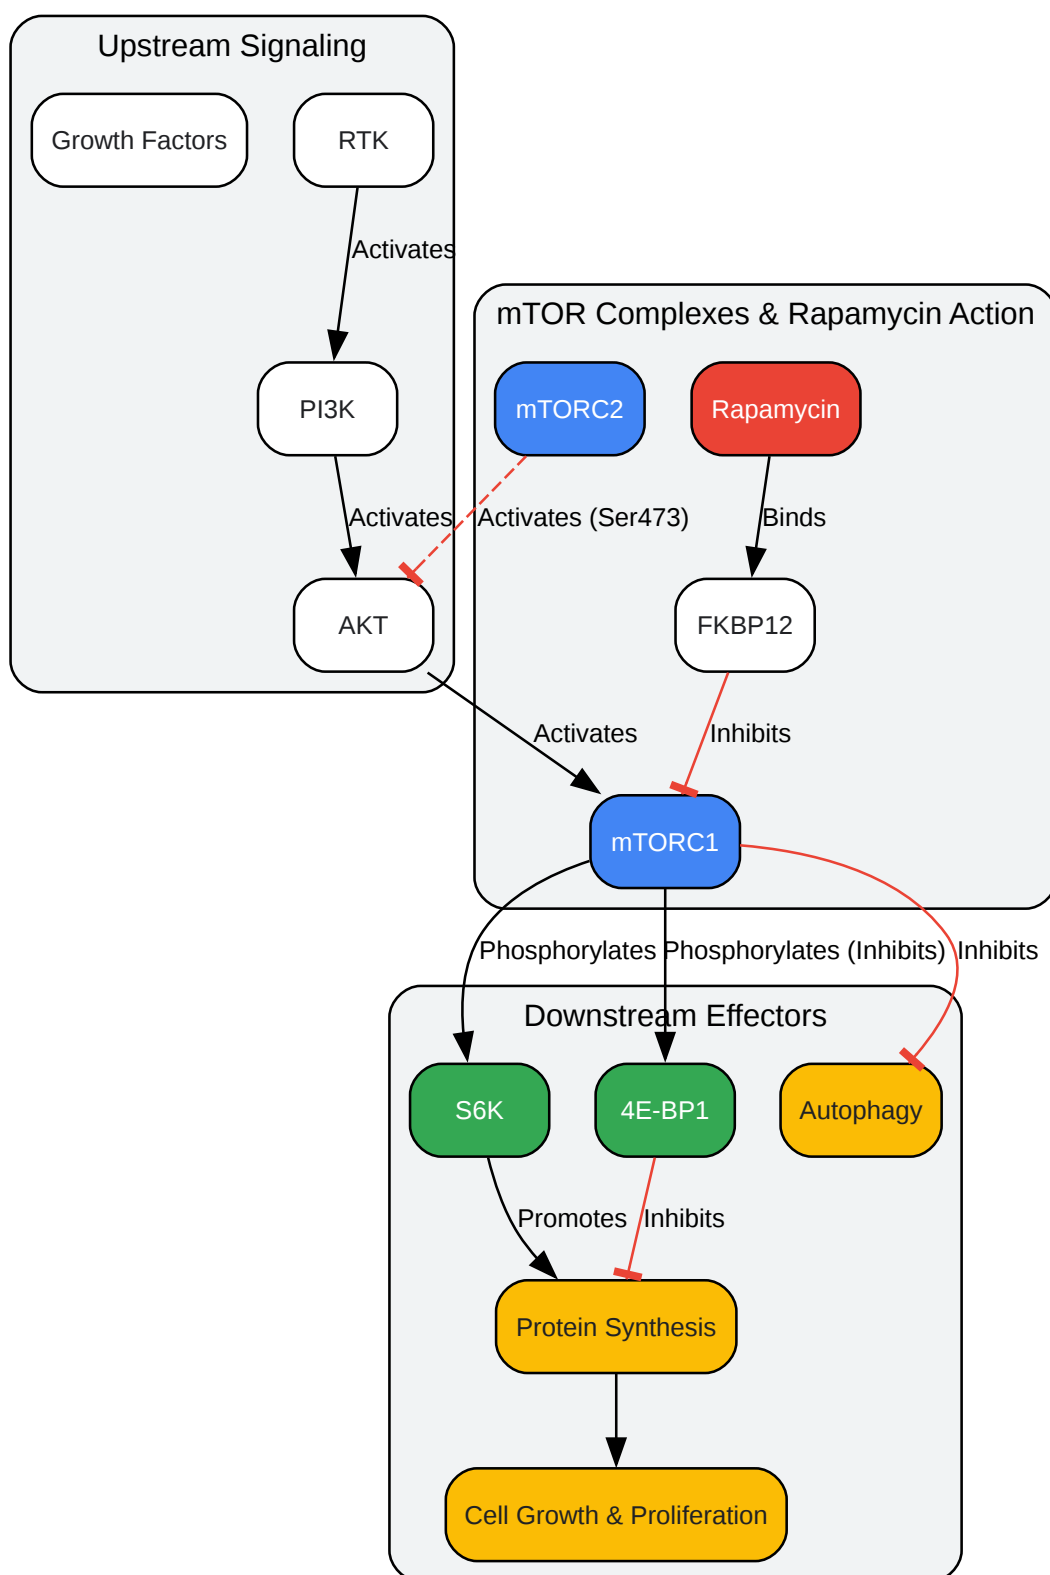 Upstream Signaling
Growth Factors
RTK
Activates
mTOR Complexes & Rapamycin Action
PI3K
mTORC2
Rapamycin
Activates
Activates (Ser473)
Binds
AKT
FKBP12
Activates
Inhibits
mTORC1
Phosphorylates
Phosphorylates (Inhibits)
Inhibits
Downstream Effectors
S6K
4E-BP1
Autophagy
Promotes
Inhibits
Protein Synthesis
Cell Growth & Proliferation